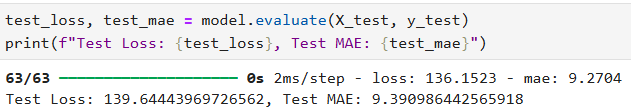 test_loss, test_mae = model.evaluate(X_test, y_test)
print(f"Test Loss: {test_loss}, Test MAE: {test_mae}")
63/63 ━━━━━━━━━━━━━━━━━━━━ 0s 2ms/step - loss: 136.1523 - mae: 9.2704
Test Loss: 139.64443969726562, Test MAE: 9.390986442565918